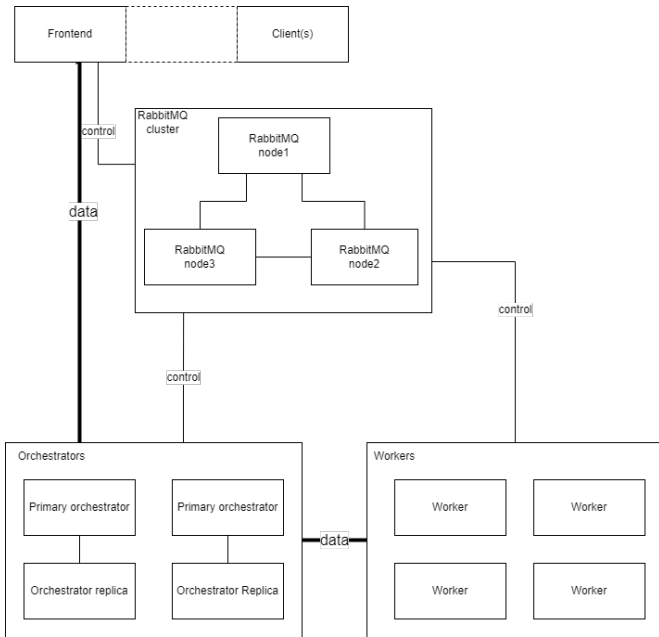 Frontend
Client(s)
control
RabbitMQ
cluster
RabbitMQ
node1
data
RabbitMQ
node3
RabbitMQ
node2
control
control
Orchestrators
Workers
Primary orchestrator
Primary orchestrator
Worker
Worker
data
Orchestrator replica
Orchestrator Replica
Worker
Worker